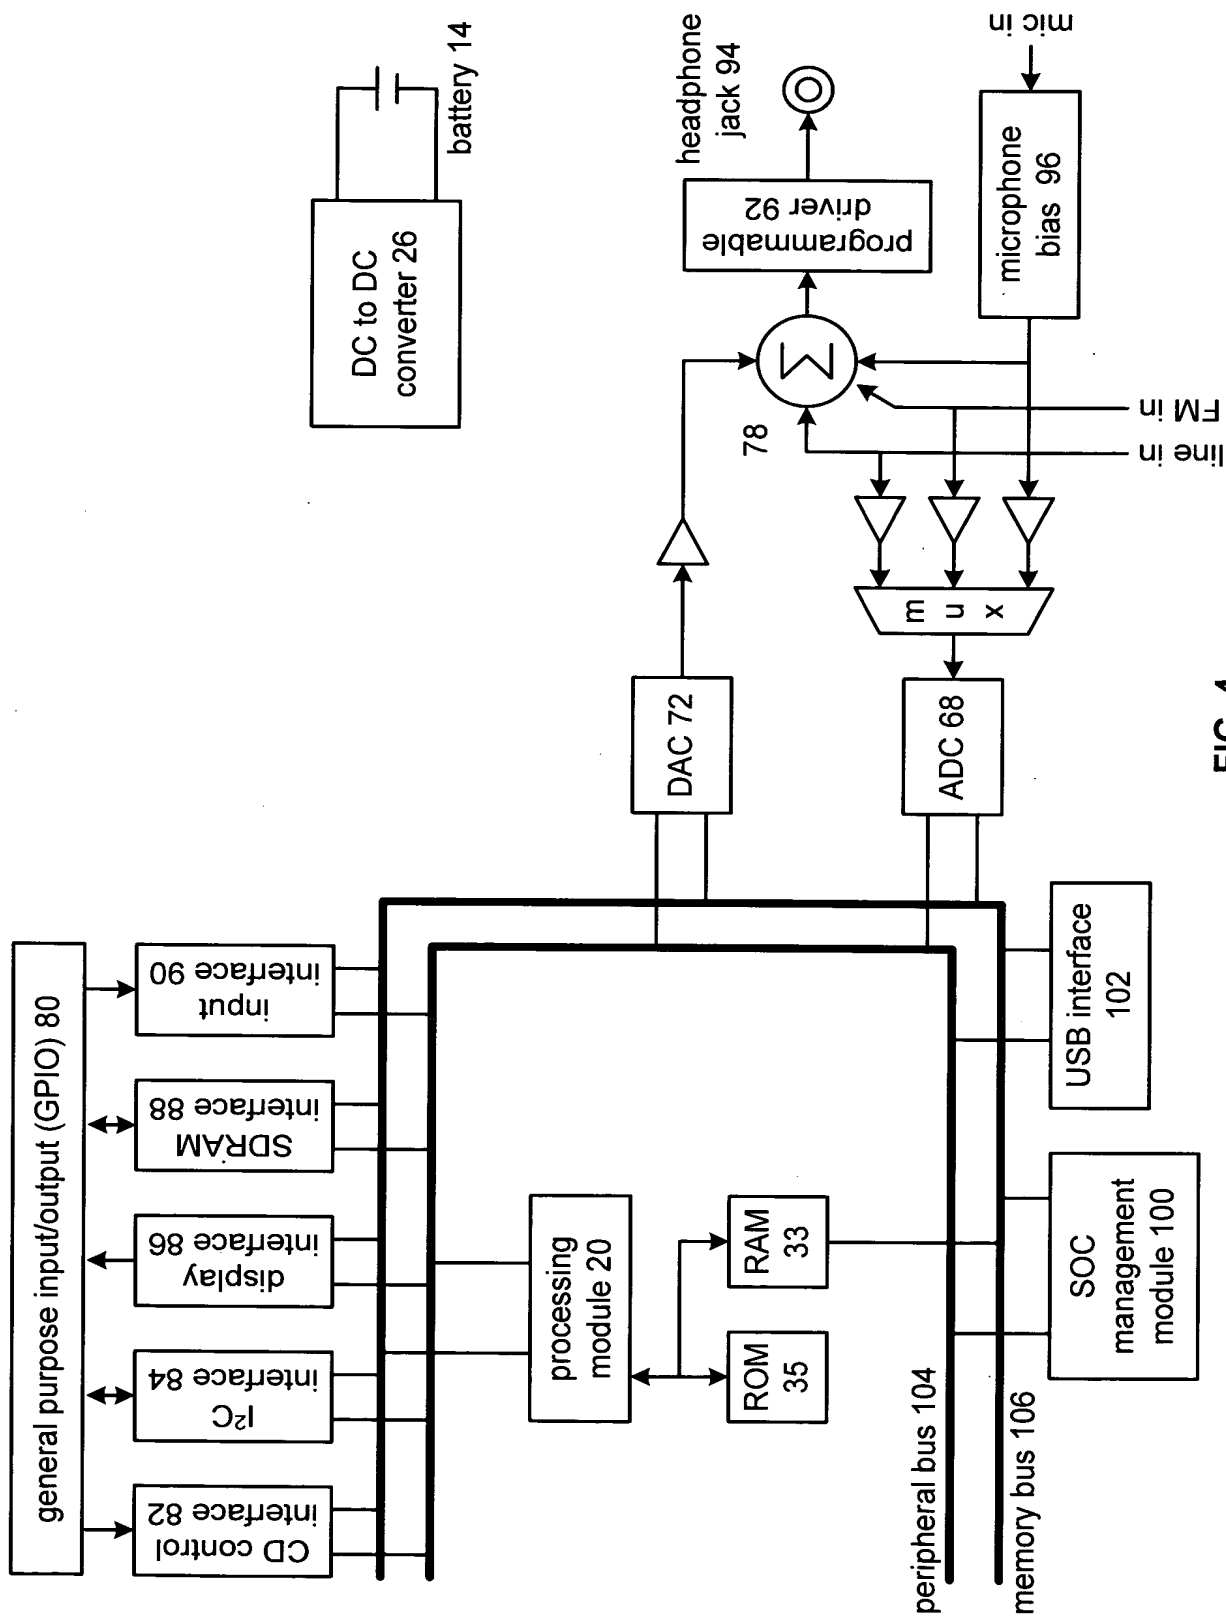 general purpose input/output (GPIO) 80
CD control
interface 82
I²C
interface 84
display
interface 86
SDRAM
interface 88
input
interface 90
DC to DC
converter 26
battery 14
processing
module 20
ROM
35
RAM
33
DAC 72
ADC 68
78
Σ
programmable
driver 92
headphone
jack 94
m
u
x
microphone
bias 96
mic in
FM in
line in
peripheral bus 104
memory bus 106
SOC
management
module 100
USB interface
102
FIG. 4